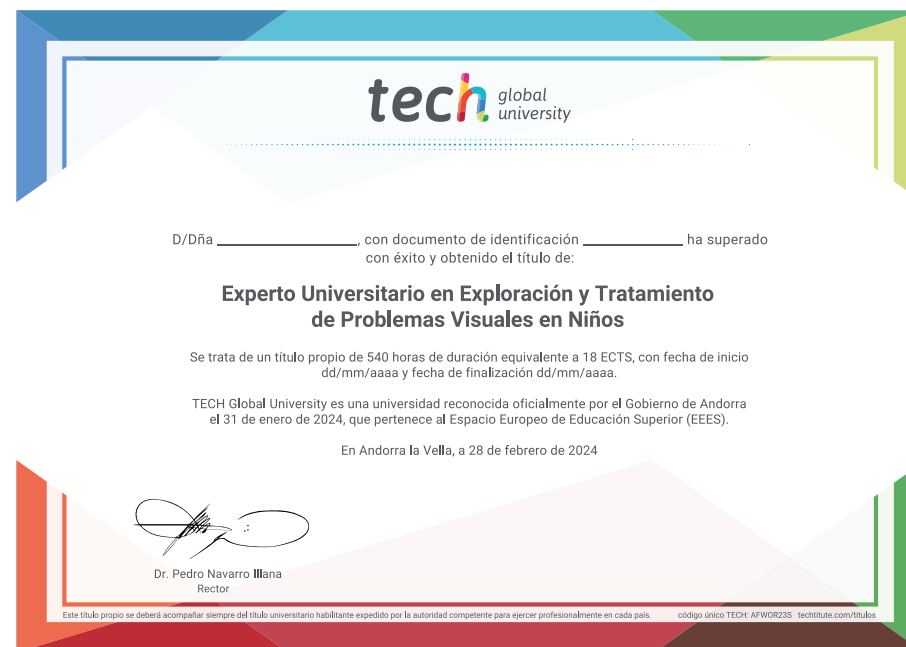 tech global university
D/Dña ____________________, con documento de identificación ______________ ha superado
con éxito y obtenido el título de:
Experto Universitario en Exploración y Tratamiento
de Problemas Visuales en Niños
Se trata de un título propio de 540 horas de duración equivalente a 18 ECTS, con fecha de inicio
dd/mm/aaaa y fecha de finalización dd/mm/aaaa.
TECH Global University es una universidad reconocida oficialmente por el Gobierno de Andorra
el 31 de enero de 2024, que pertenece al Espacio Europeo de Educación Superior (EEES).
En Andorra la Vella, a 28 de febrero de 2024
Dr. Pedro Navarro Illana
Rector
Este título propio se deberá acompañar siempre del título universitario habilitante expedido por la autoridad competente para ejercer profesionalmente en cada país. código único TECH: AFWOR23S techtitute.com/titulos